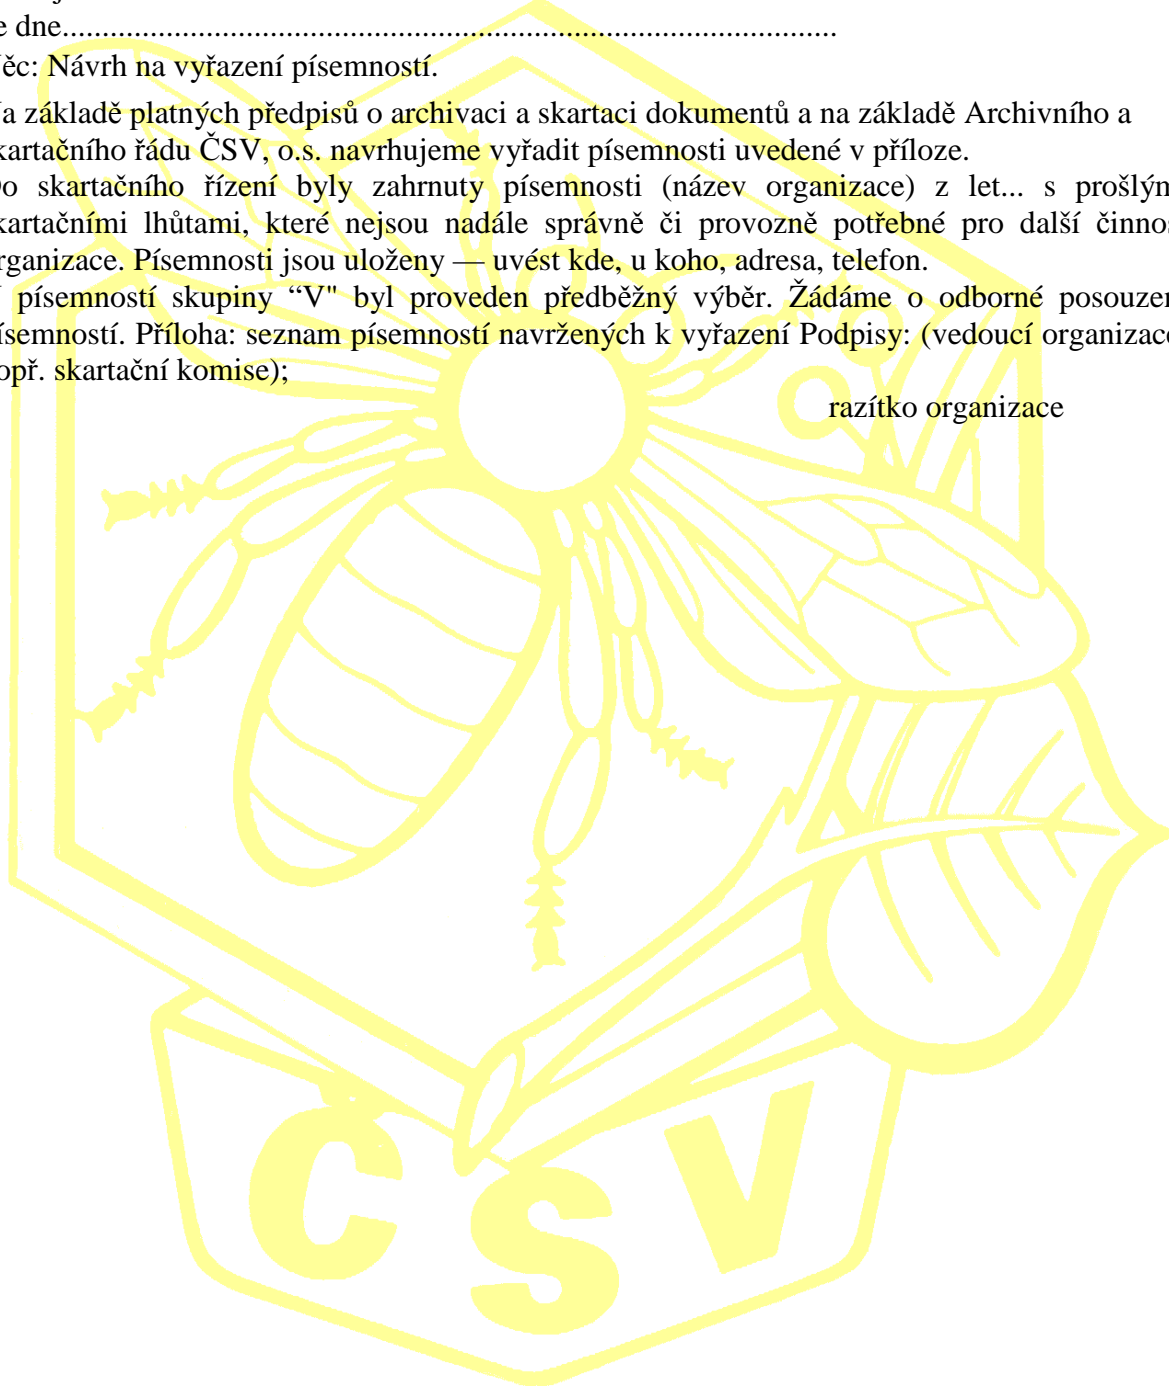 e dne.................................................................................................
ěc: Návrh na vyřazení písemností.
a základě platných předpisů o archivaci a skartaci dokumentů a na základě Archivního a
kartačního řádu ČSV, o.s. navrhujeme vyřadit písemnosti uvedené v příloze.
o skartačního řízení byly zahrnuty písemnosti (název organizace) z let... s prošlým
kartačními lhůtami, které nejsou nadále správně či provozně potřebné pro další činnos
rganizace. Písemnosti jsou uloženy — uvést kde, u koho, adresa, telefon.
písemností skupiny “V" byl proveden předběžný výběr. Žádáme o odborné posouzen
ísemností. Příloha: seznam písemností navržených k vyřazení Podpisy: (vedoucí organizace
opř. skartační komise);
razítko organizace
ČSV